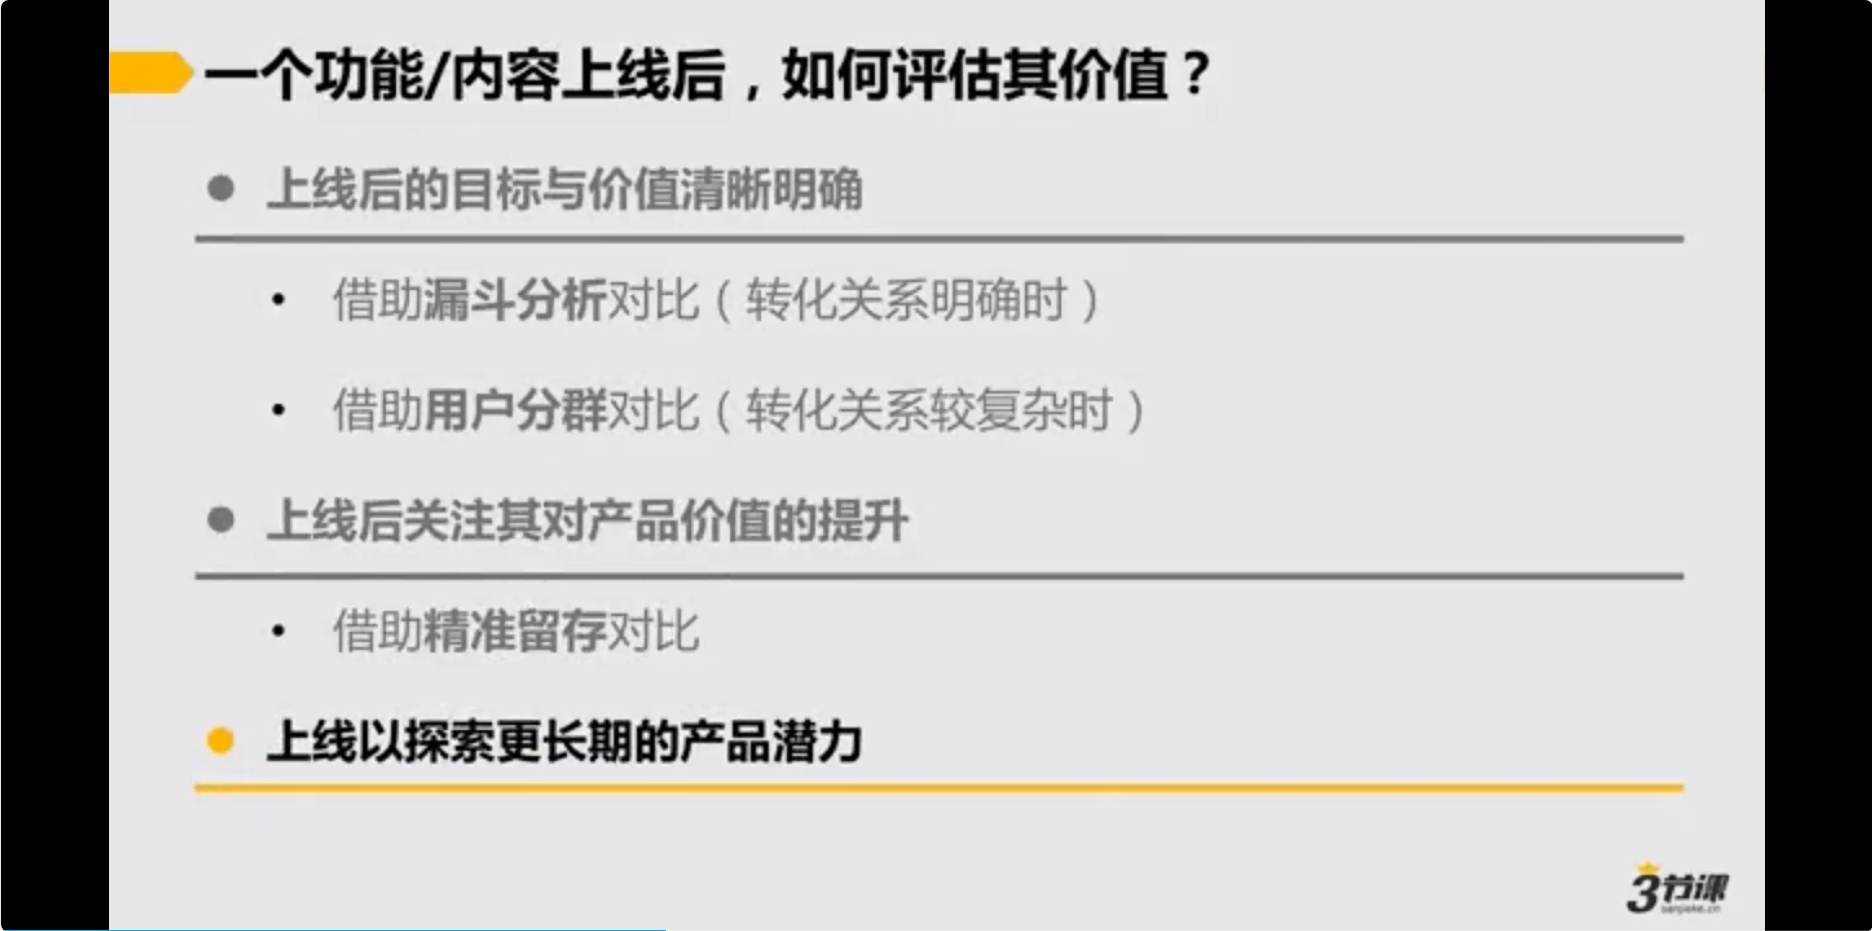 一个功能/内容上线后，如何评估其价值？
上线后的目标与价值清晰明确
借助漏斗分析对比（转化关系明确时）
借助用户分群对比（转化关系较复杂时）
上线后关注其对产品价值的提升
借助精准留存对比
上线以探索更长期的产品潜力
3节课
sanjieke.cn